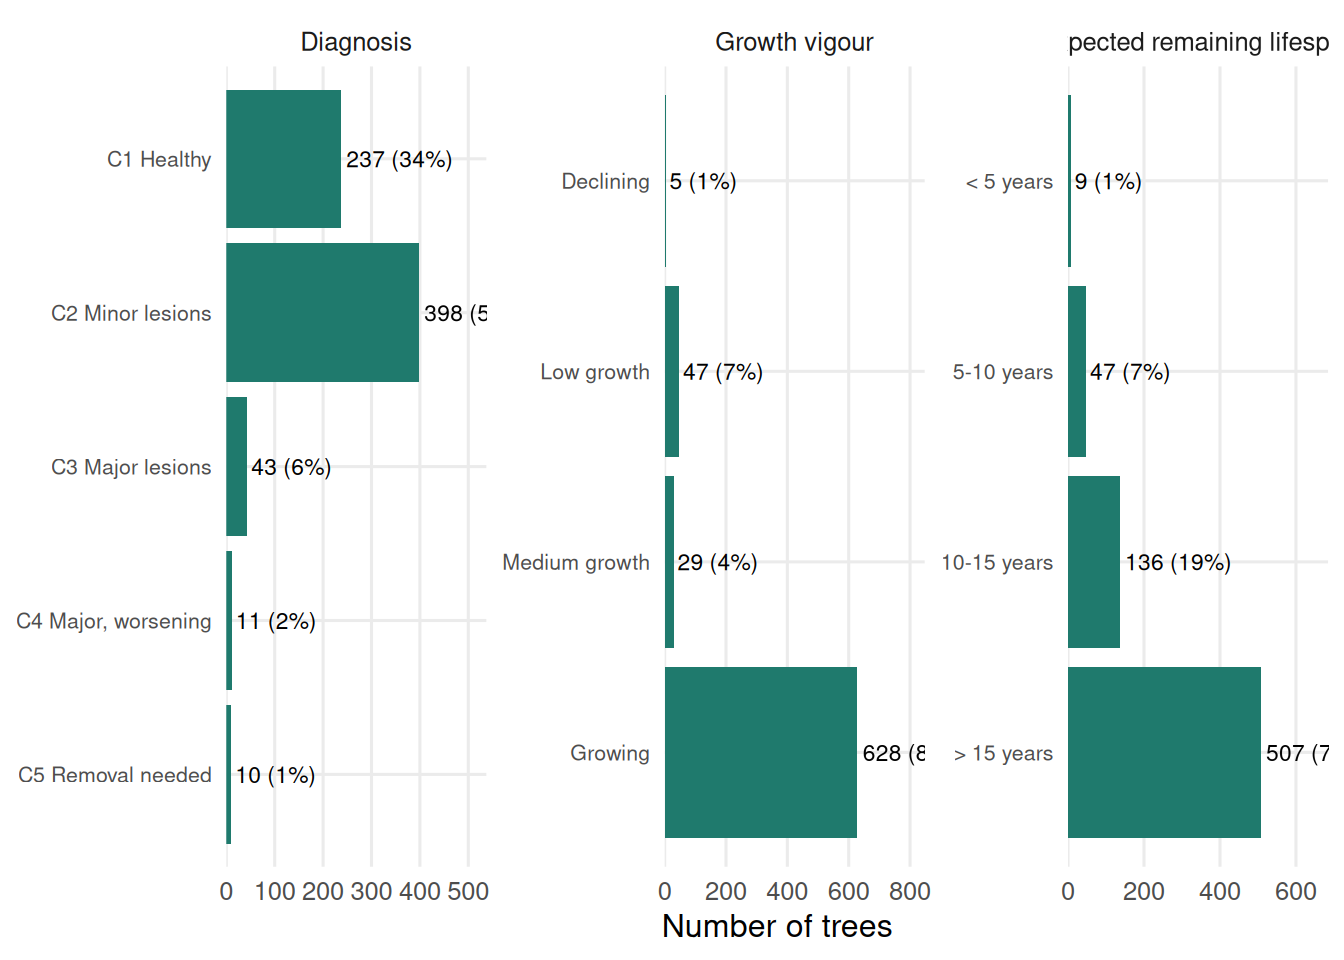 Diagnosis
C1 Healthy 237 (34%)
C2 Minor lesions 398 (5
C3 Major lesions 43 (6%)
C4 Major, worsening 11 (2%)
C5 Removal needed 10 (1%)
0 100 200 300 400 500
Growth vigour
Declining 5 (1%)
Low growth 47 (7%)
Medium growth 29 (4%)
Growing 628 (8
0 200 400 600 800
pected remaining lifesp
< 5 years 9 (1%)
5-10 years 47 (7%)
10-15 years 136 (19%)
> 15 years 507 (7
0 200 400 600
Number of trees